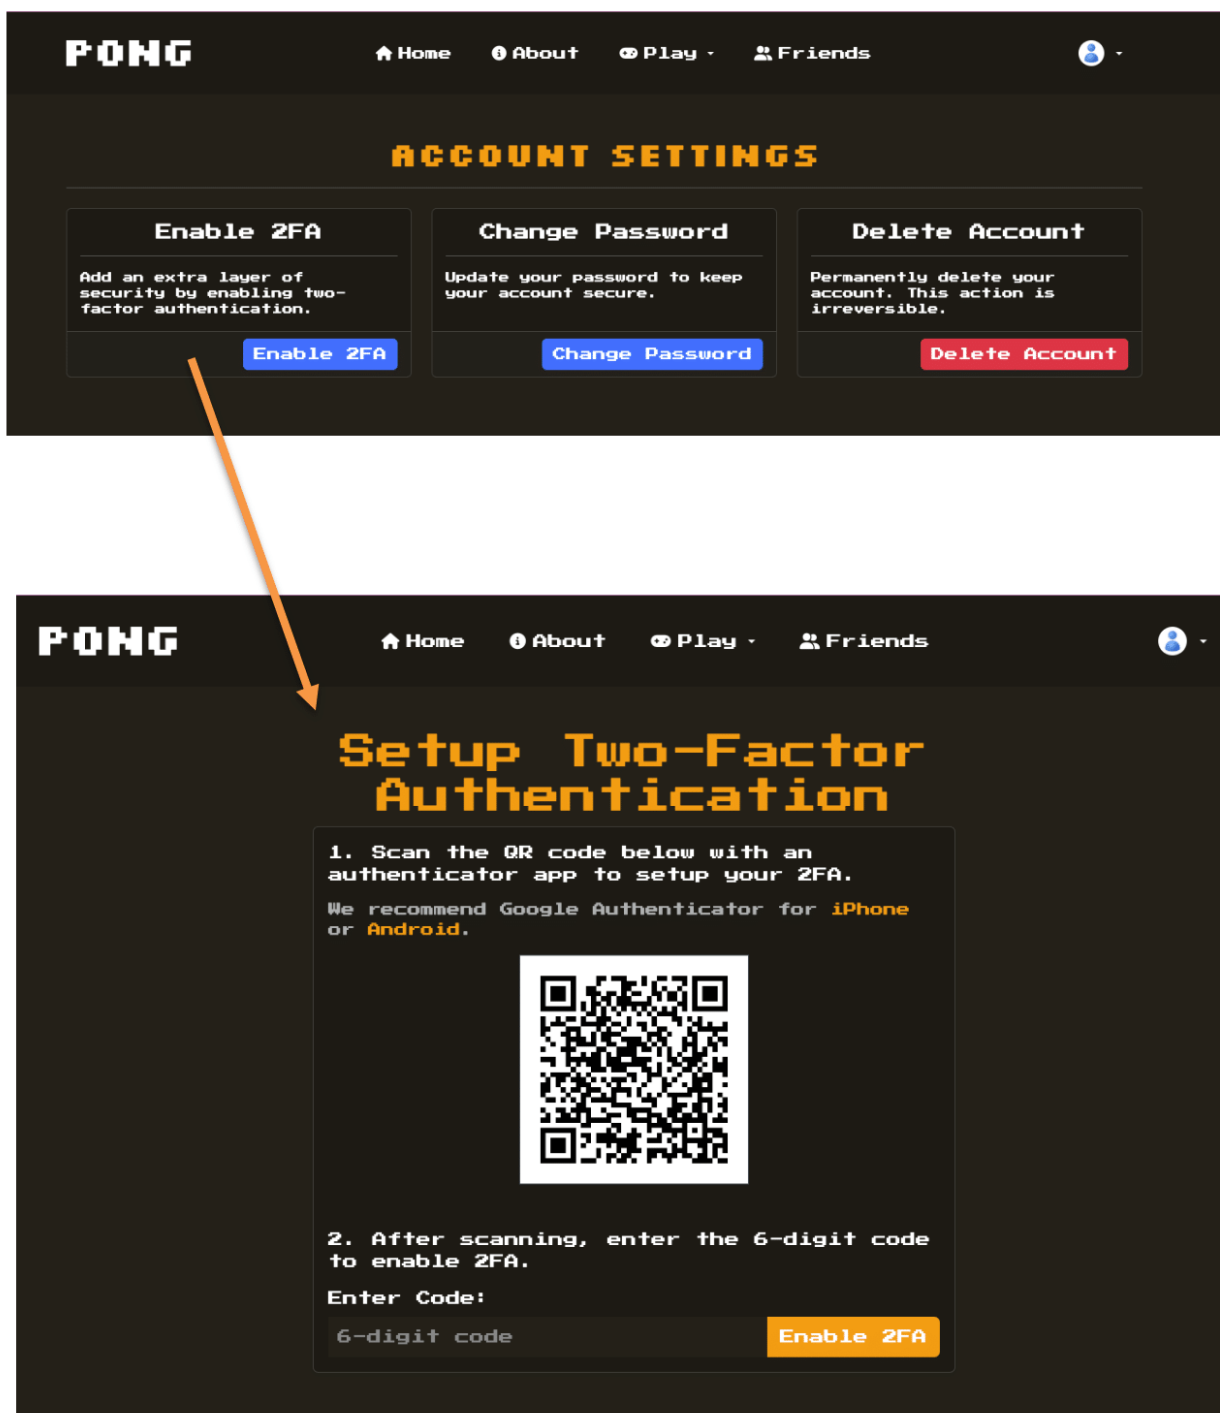 PONG
Home About Play Friends
ACCOUNT SETTINGS
Enable 2FA
Add an extra layer of
security by enabling two-
factor authentication.
Enable 2FA
Change Password
Update your password to keep
your account secure.
Change Password
Delete Account
Permanently delete your
account. This action is
irreversible.
Delete Account
PONG
Home About Play Friends
Setup Two-Factor
Authentication
1. Scan the QR code below with an
authenticator app to setup your 2FA.
We recommend Google Authenticator for iPhone
or Android.
2. After scanning, enter the 6-digit code
to enable 2FA.
Enter Code:
6-digit code
Enable 2FA